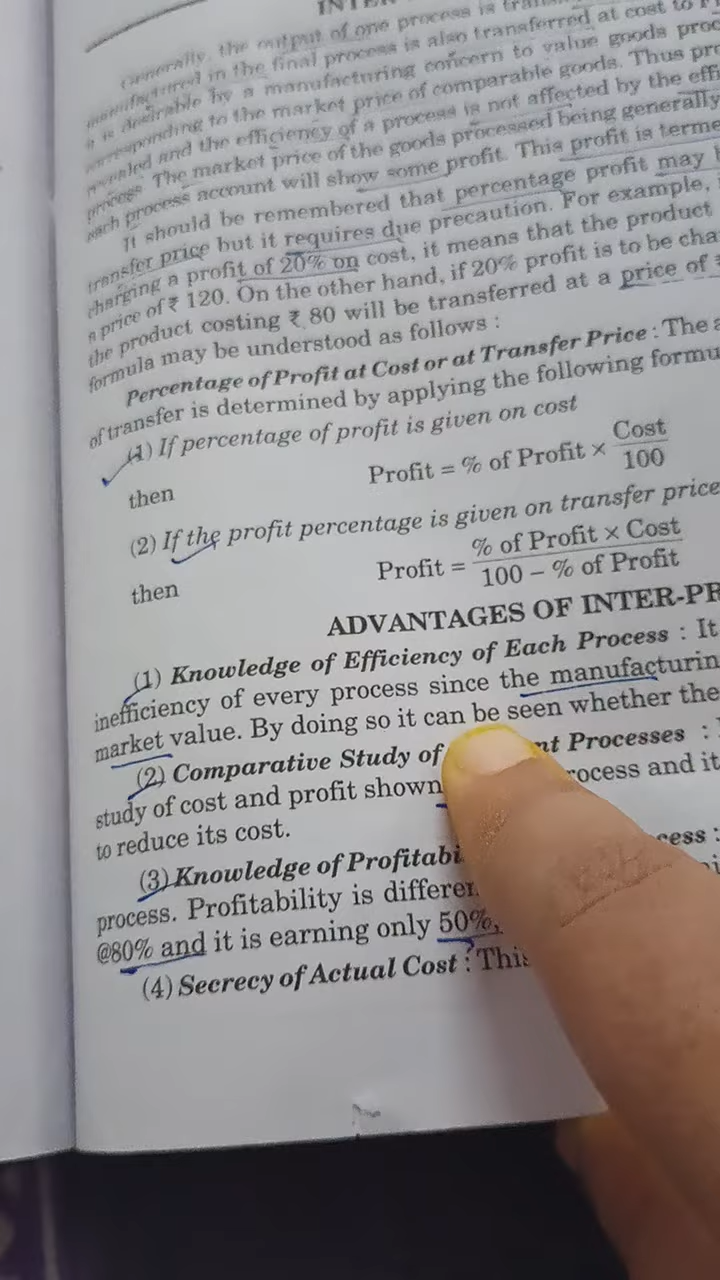 INTER
Generally, the output of one process is
manufactured in the final process is also transferred at cost to
it is desirable by a manufacturing concern to value goods
corresponding to the market price of comparable goods. Thus
revealed and the efficiency of a process is not affected by the
process. The market price of the goods processed being generally
each process account will show some profit. This profit is
It should be remembered that percentage profit may
transfer price but it requires due precaution. For example,
charging a profit of 20% on cost, it means that the product
a price of ₹ 120. On the other hand, if 20% profit is to be
the product costing ₹ 80 will be transferred at a price of ₹
formula may be understood as follows :
Percentage of Profit at Cost or at Transfer Price : The
of transfer is determined by applying the following
(1) If percentage of profit is given on cost
then Profit = % of Profit × Cost / 100
(2) If the profit percentage is given on transfer price
then Profit = % of Profit × Cost / 100 – % of Profit
ADVANTAGES OF INTER-PR
(1) Knowledge of Efficiency of Each Process : It
inefficiency of every process since the manufacturin
market value. By doing so it can be seen whether the
(2) Comparative Study of nt Processes :
study of cost and profit shown rocess and it
to reduce its cost.
(3) Knowledge of Profitabi cess :
process. Profitability is differen
@80% and it is earning only 50%,
(4) Secrecy of Actual Cost : This